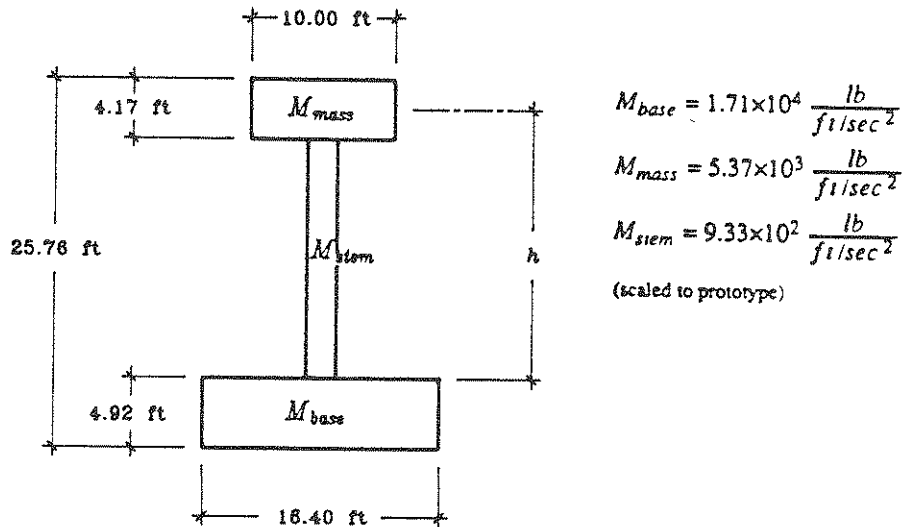 10.00 ft
4.17 ft
M_mass
25.76 ft
M_stem
h
4.92 ft
M_base
16.40 ft
M_base = 1.71×10^4 lb / ft/sec^2
M_mass = 5.37×10^3 lb / ft/sec^2
M_stem = 9.33×10^2 lb / ft/sec^2
(scaled to prototype)